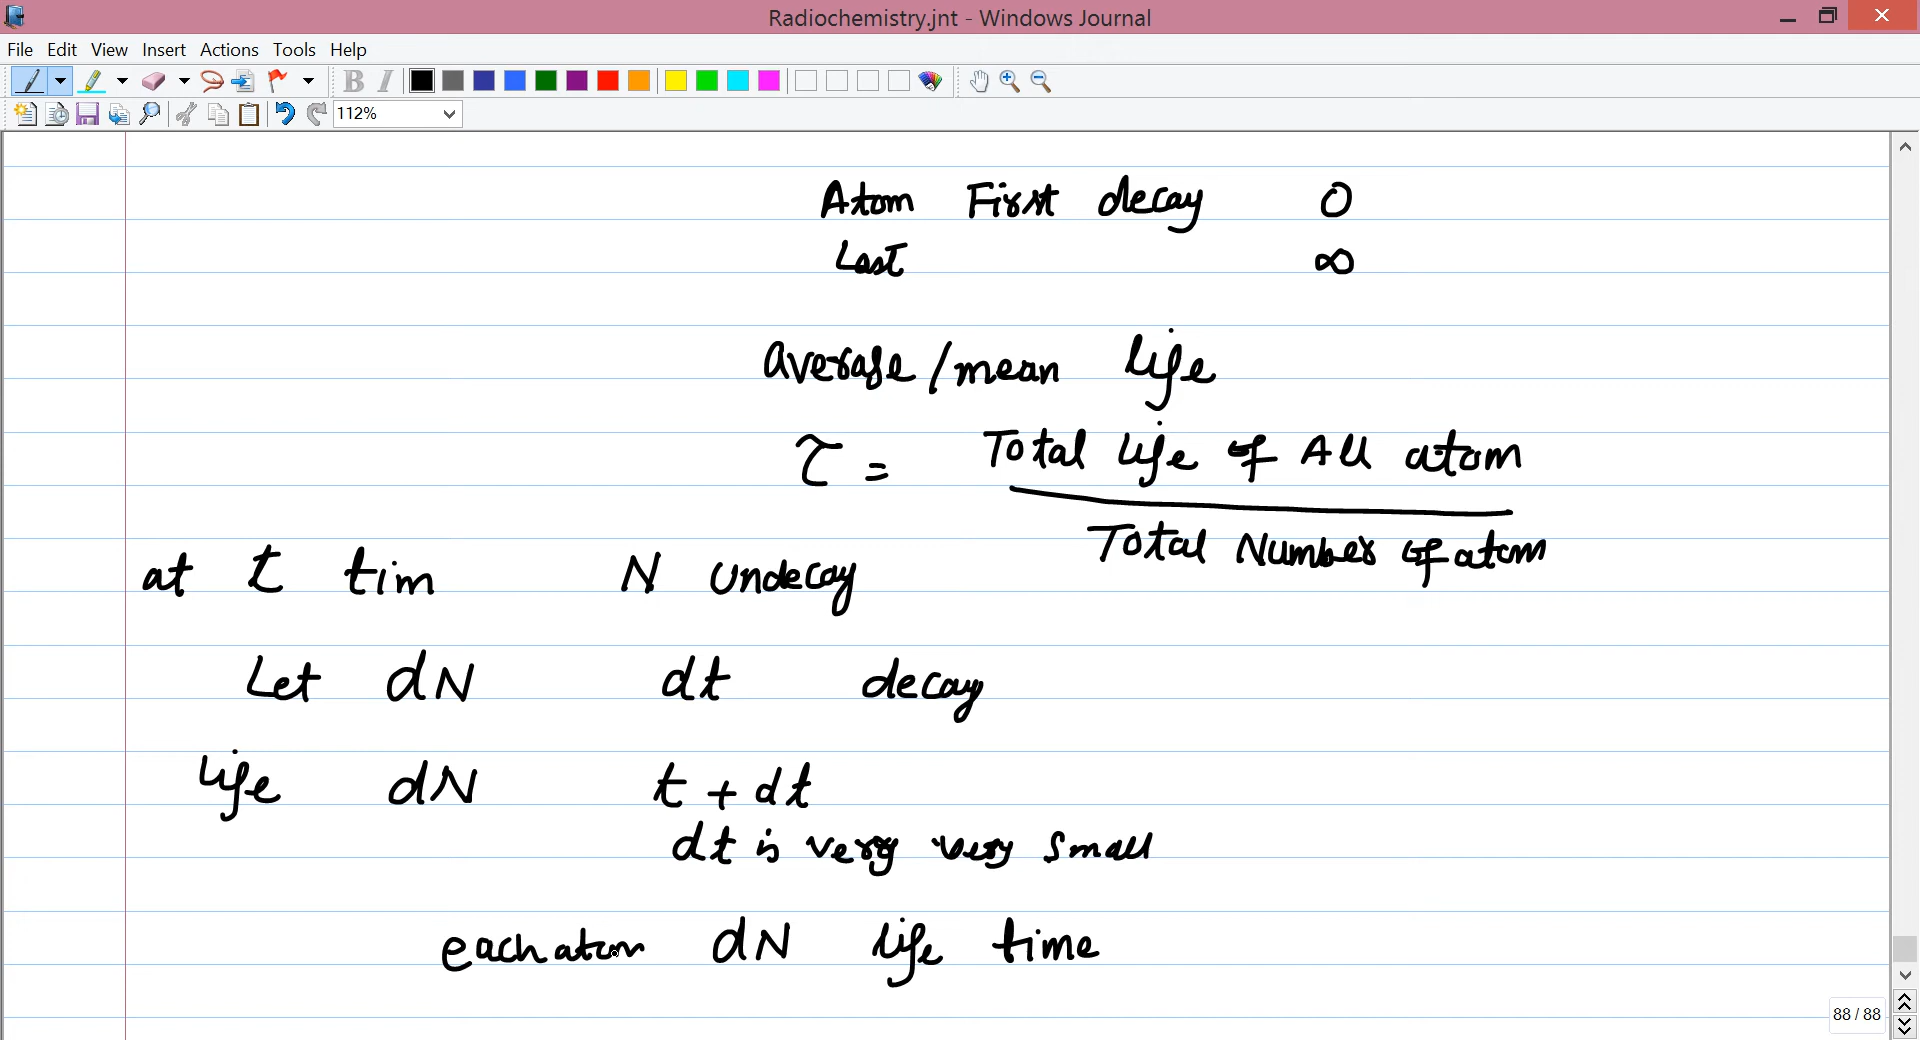 Radiochemistry.jnt - Windows Journal
File Edit View Insert Actions Tools Help
B I
112%
Atom First decay 0
Last ∞
average/mean life
τ = Total life of All atom
Total Number of atom
at t tim N Undecay
Let dN dt decay
life dN t + dt
dt is very very small
each atom dN life time
88 / 88